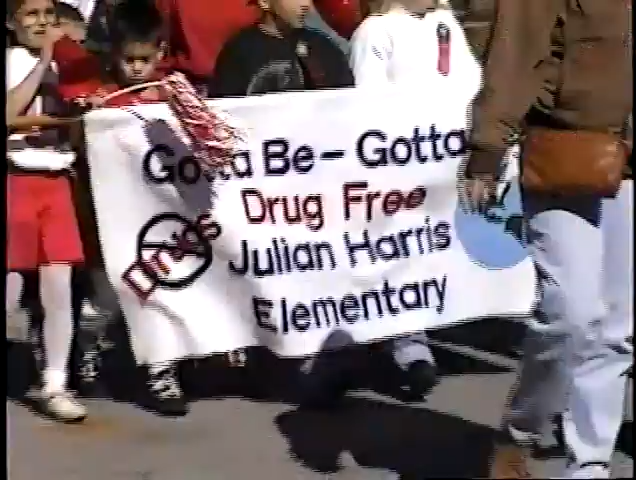 Gotta Be – Gotta
Drug Free
Drugs
Julian Harris
Elementary